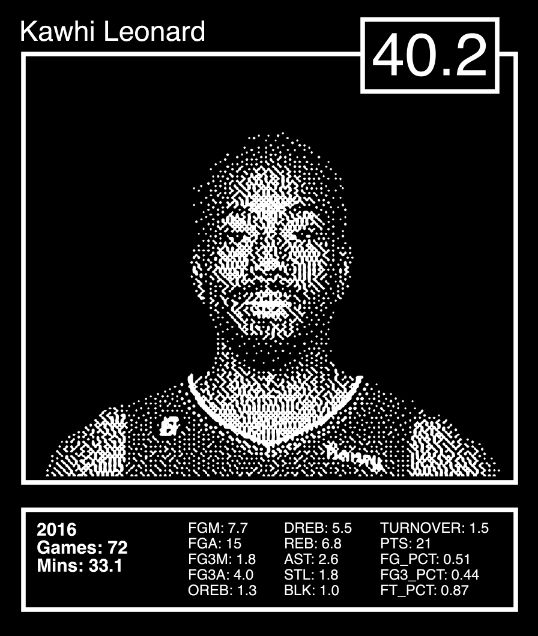 Kawhi Leonard
40.2
6
2016
Games: 72
Mins: 33.1
FGM: 7.7
FGA: 15
FG3M: 1.8
FG3A: 4.0
OREB: 1.3
DREB: 5.5
REB: 6.8
AST: 2.6
STL: 1.8
BLK: 1.0
TURNOVER: 1.5
PTS: 21
FG_PCT: 0.51
FG3_PCT: 0.44
FT_PCT: 0.87